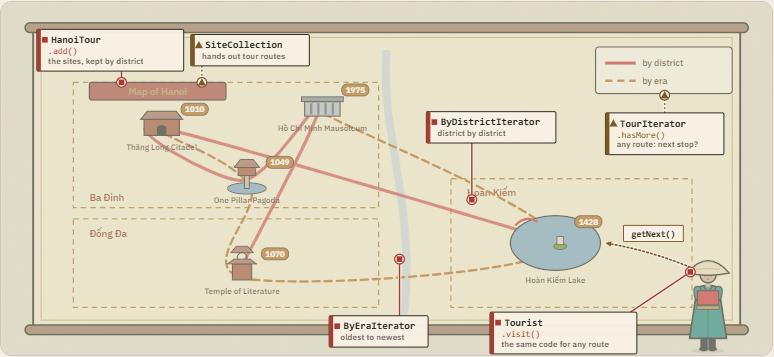 HanoiTour
.add()
the sites, kept by district
SiteCollection
hands out tour routes
Map of Hanoi
1010
Thăng Long Citadel
1975
Hồ Chí Minh Mausoleum
1049
One Pillar Pagoda
Ba Đình
Đống Đa
1070
Temple of Literature
ByEraIterator
oldest to newest
ByDistrictIterator
district by district
Hoàn Kiếm
1428
Hoàn Kiếm Lake
by district
by era
TourIterator
.hasMore()
any route: next stop?
getNext()
Tourist
.visit()
the same code for any route